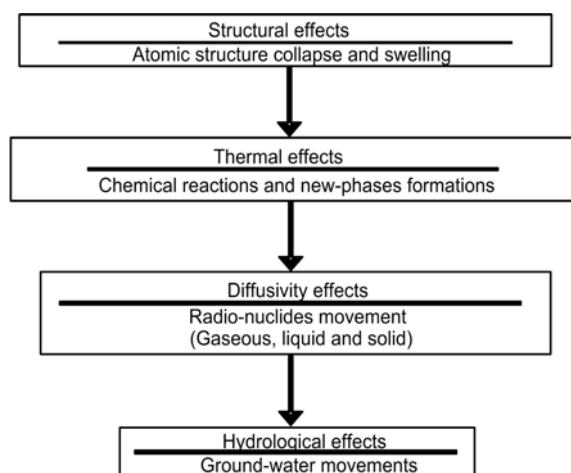 Structural effects
Atomic structure collapse and swelling
Thermal effects
Chemical reactions and new-phases formations
Diffusivity effects
Radio-nuclides movement
(Gaseous, liquid and solid)
Hydrological effects
Ground-water movements